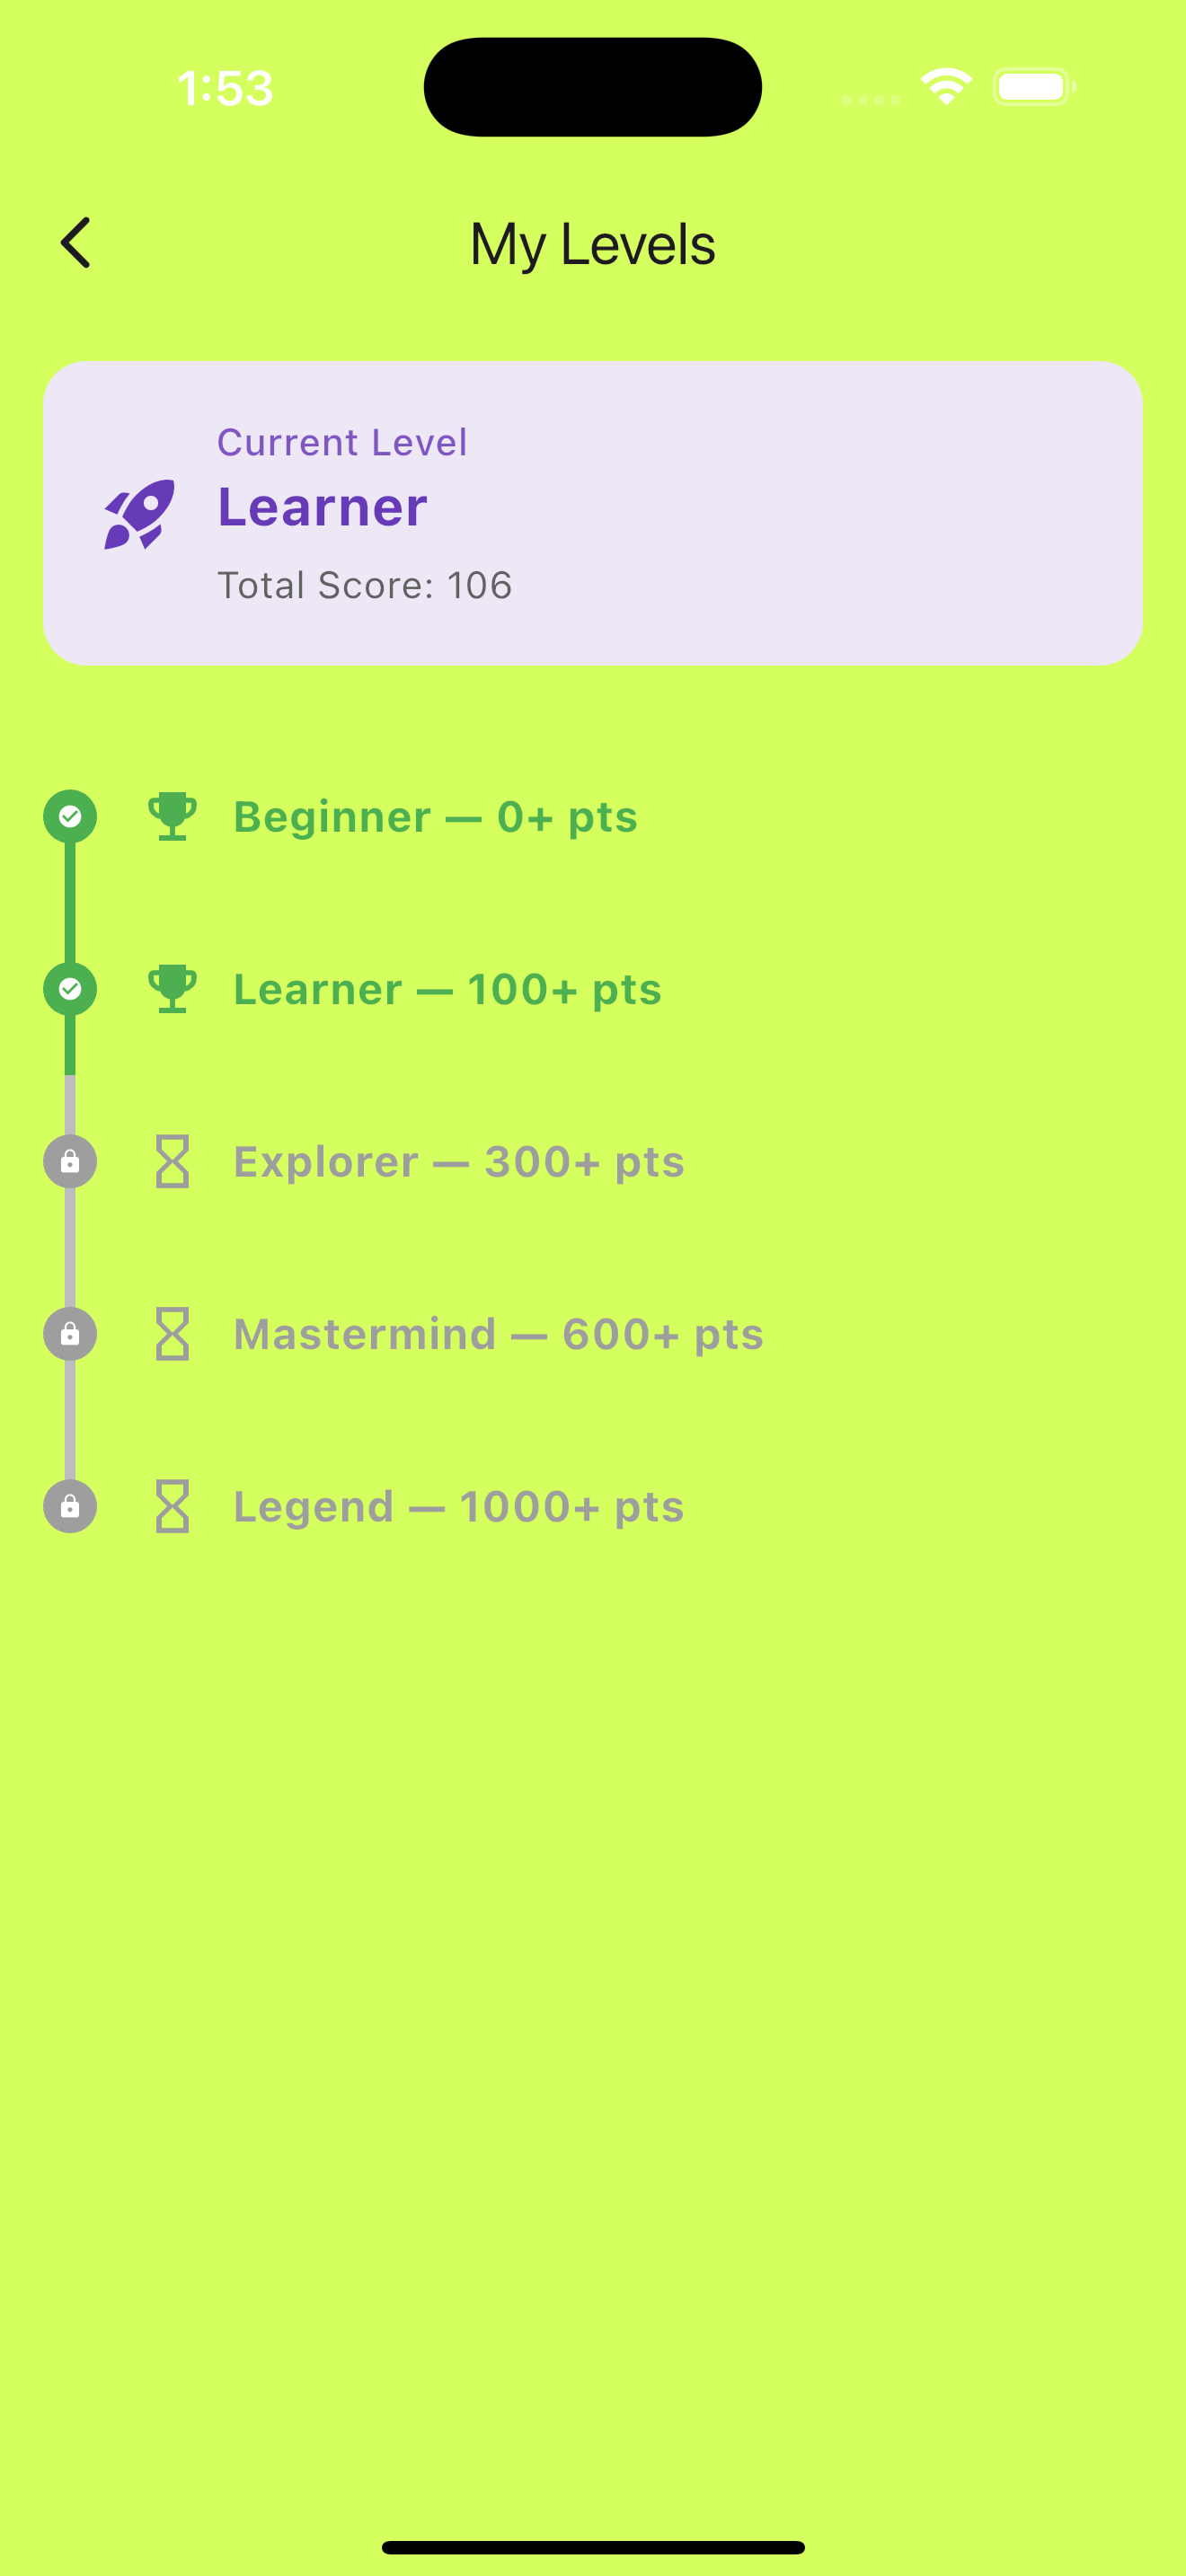 1:53
My Levels
Current Level
Learner
Total Score: 106
Beginner — 0+ pts
Learner — 100+ pts
Explorer — 300+ pts
Mastermind — 600+ pts
Legend — 1000+ pts